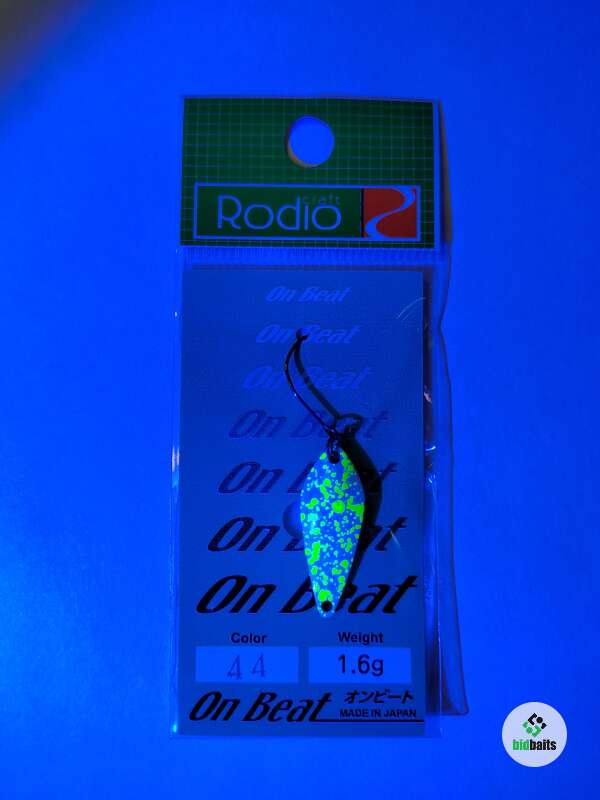 craft
Rodio
On Beat
On Beat
On Beat
On Beat
On Beat
On Beat
On Beat
Color
Weight
44
1.6g
On Beat
オンビート
MADE IN JAPAN
bidbaits